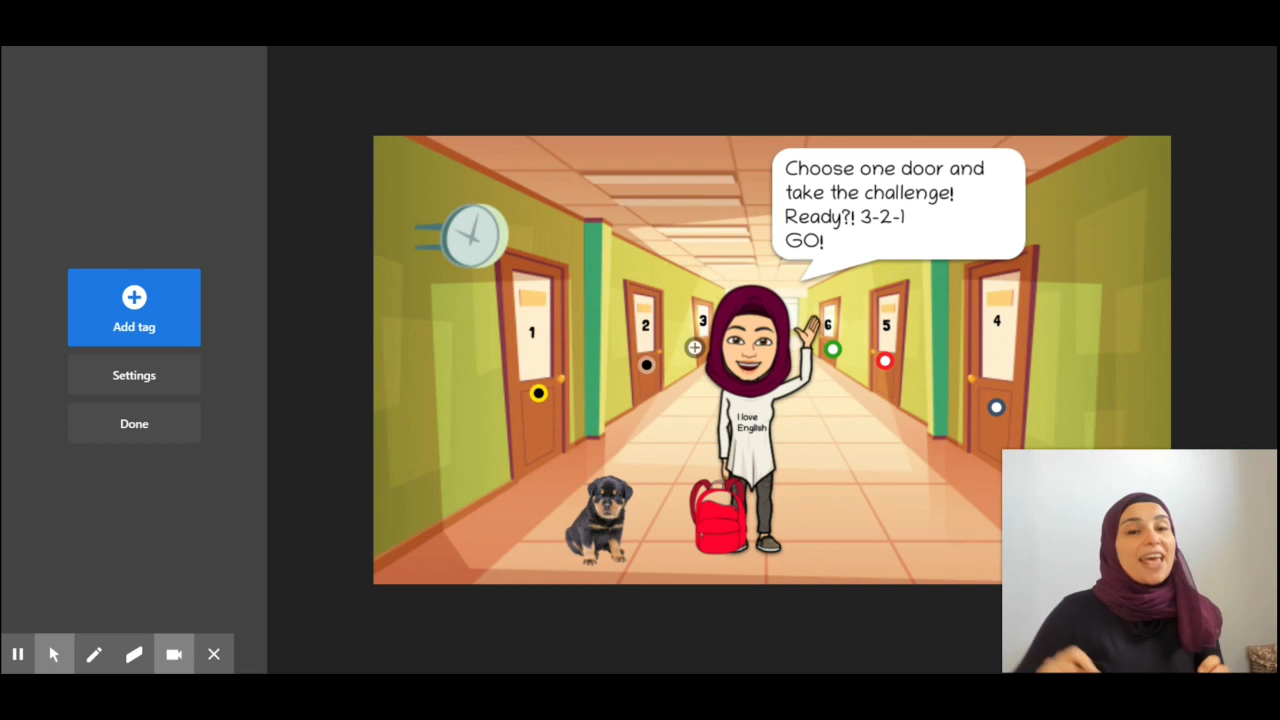 Choose one door and
take the challenge!
Ready?! 3-2-1
GO!
1
2
3
6
5
4
I love
English
Add tag
Settings
Done